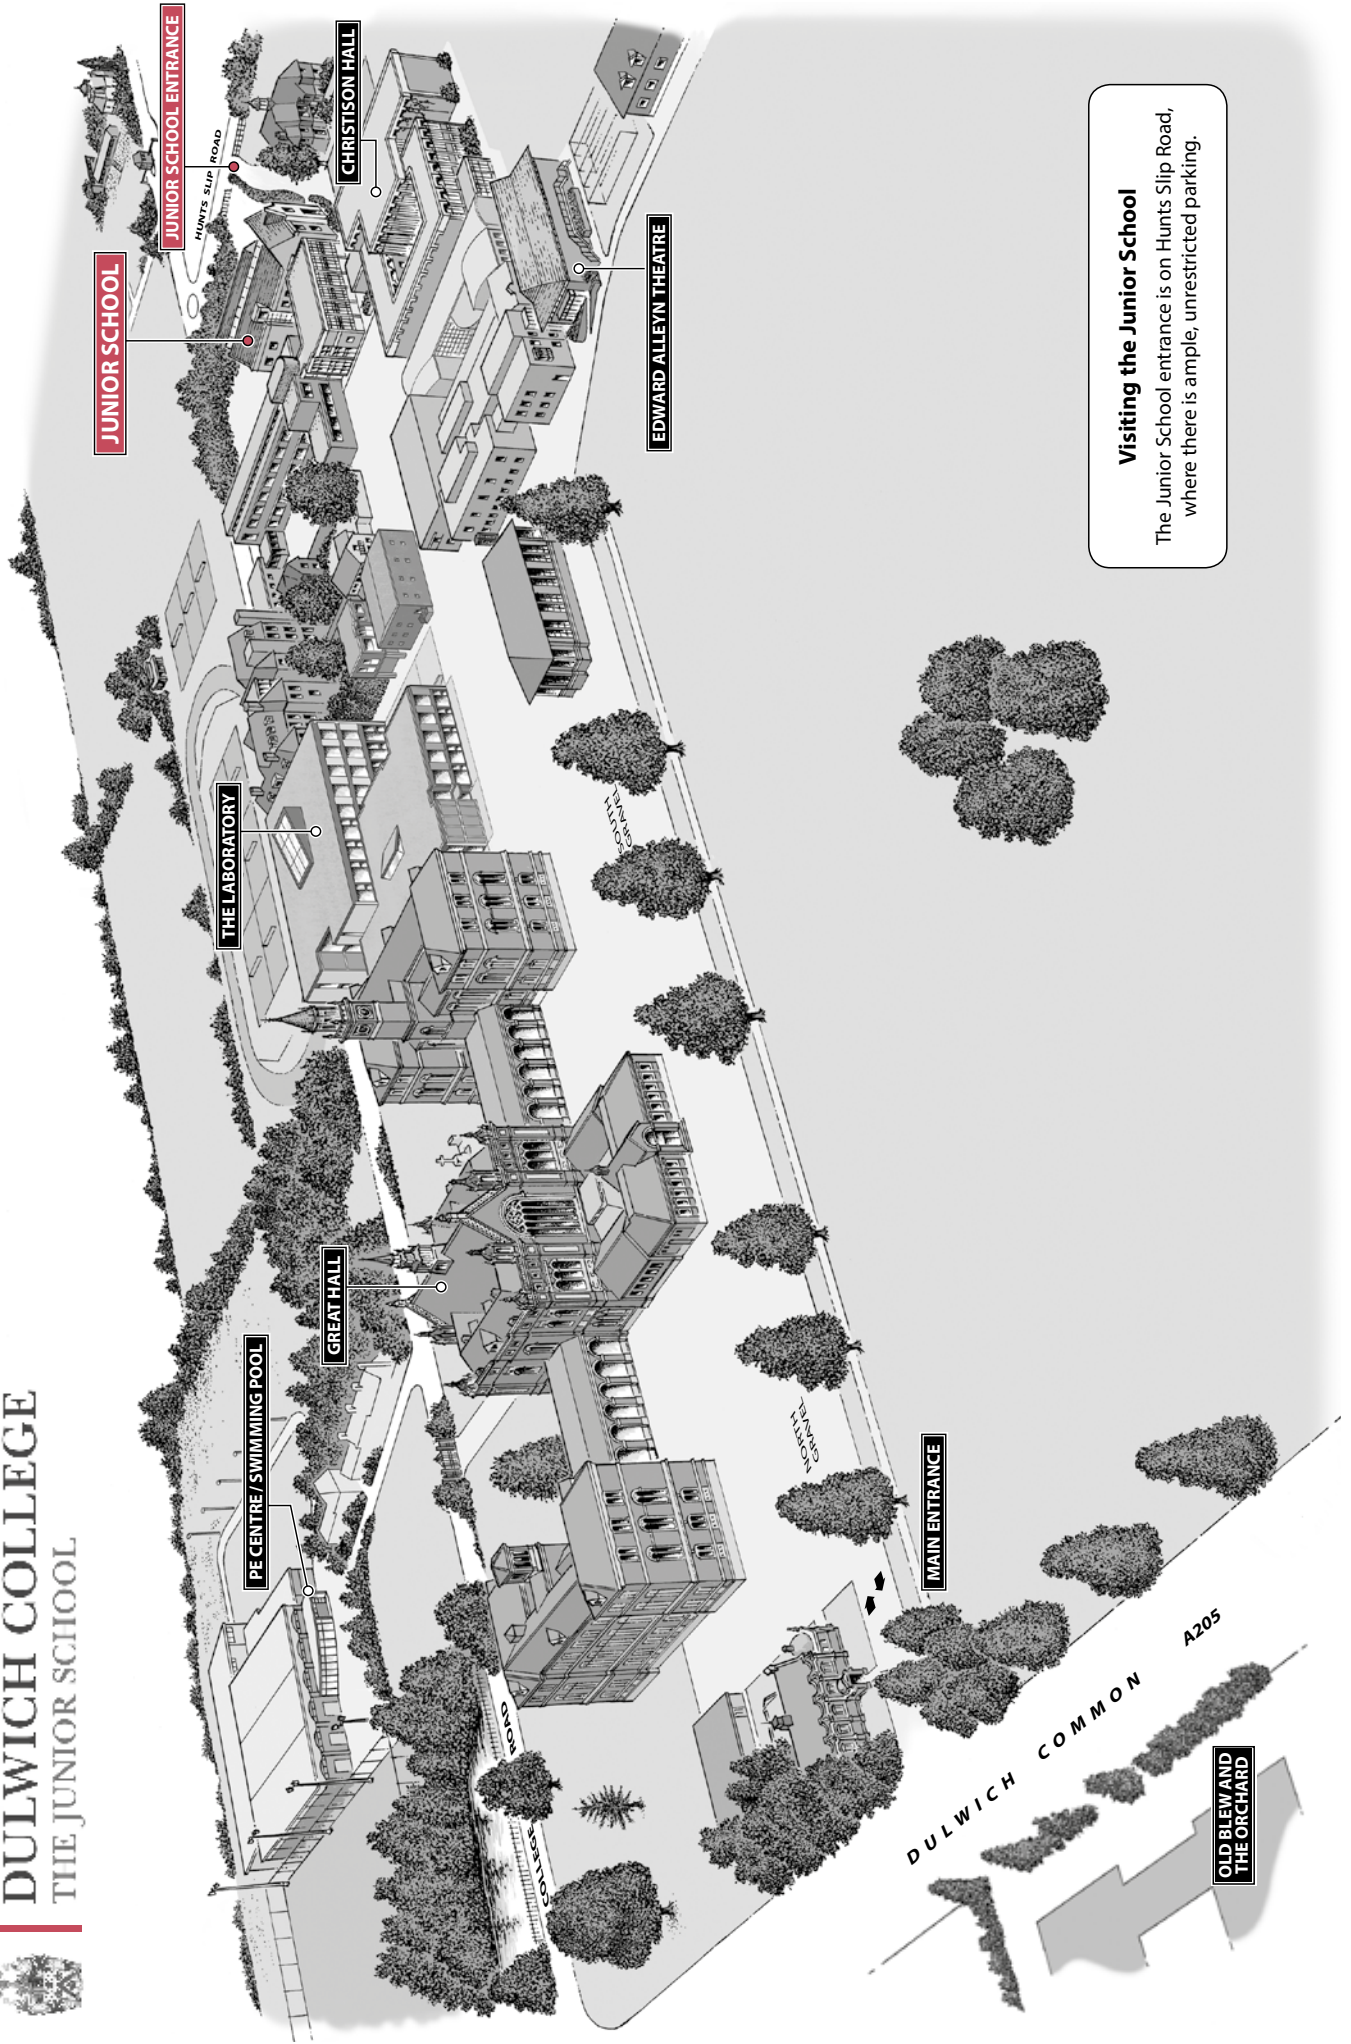 DULWICH COLLEGE
THE JUNIOR SCHOOL
PE CENTRE / SWIMMING POOL
GREAT HALL
THE LABORATORY
JUNIOR SCHOOL
JUNIOR SCHOOL ENTRANCE
HUNTS SLIP ROAD
CHRISTISON HALL
EDWARD ALLEYN THEATRE
SOUTH
GRAVEL
NORTH
GRAVEL
COLLEGE ROAD
MAIN ENTRANCE
DULWICH COMMON
A205
OLD BLEW AND
THE ORCHARD
Visiting the Junior School
The Junior School entrance is on Hunts Slip Road,
where there is ample, unrestricted parking.